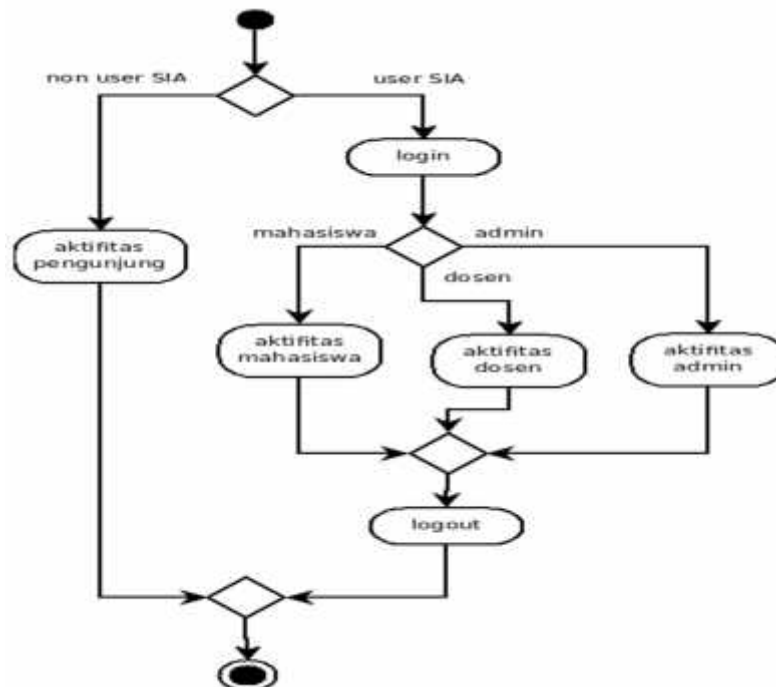 non user SIA
user SIA
login
mahasiswa
admin
dosen
aktifitas
pengunjung
aktifitas
mahasiswa
aktifitas
dosen
aktifitas
admin
logout